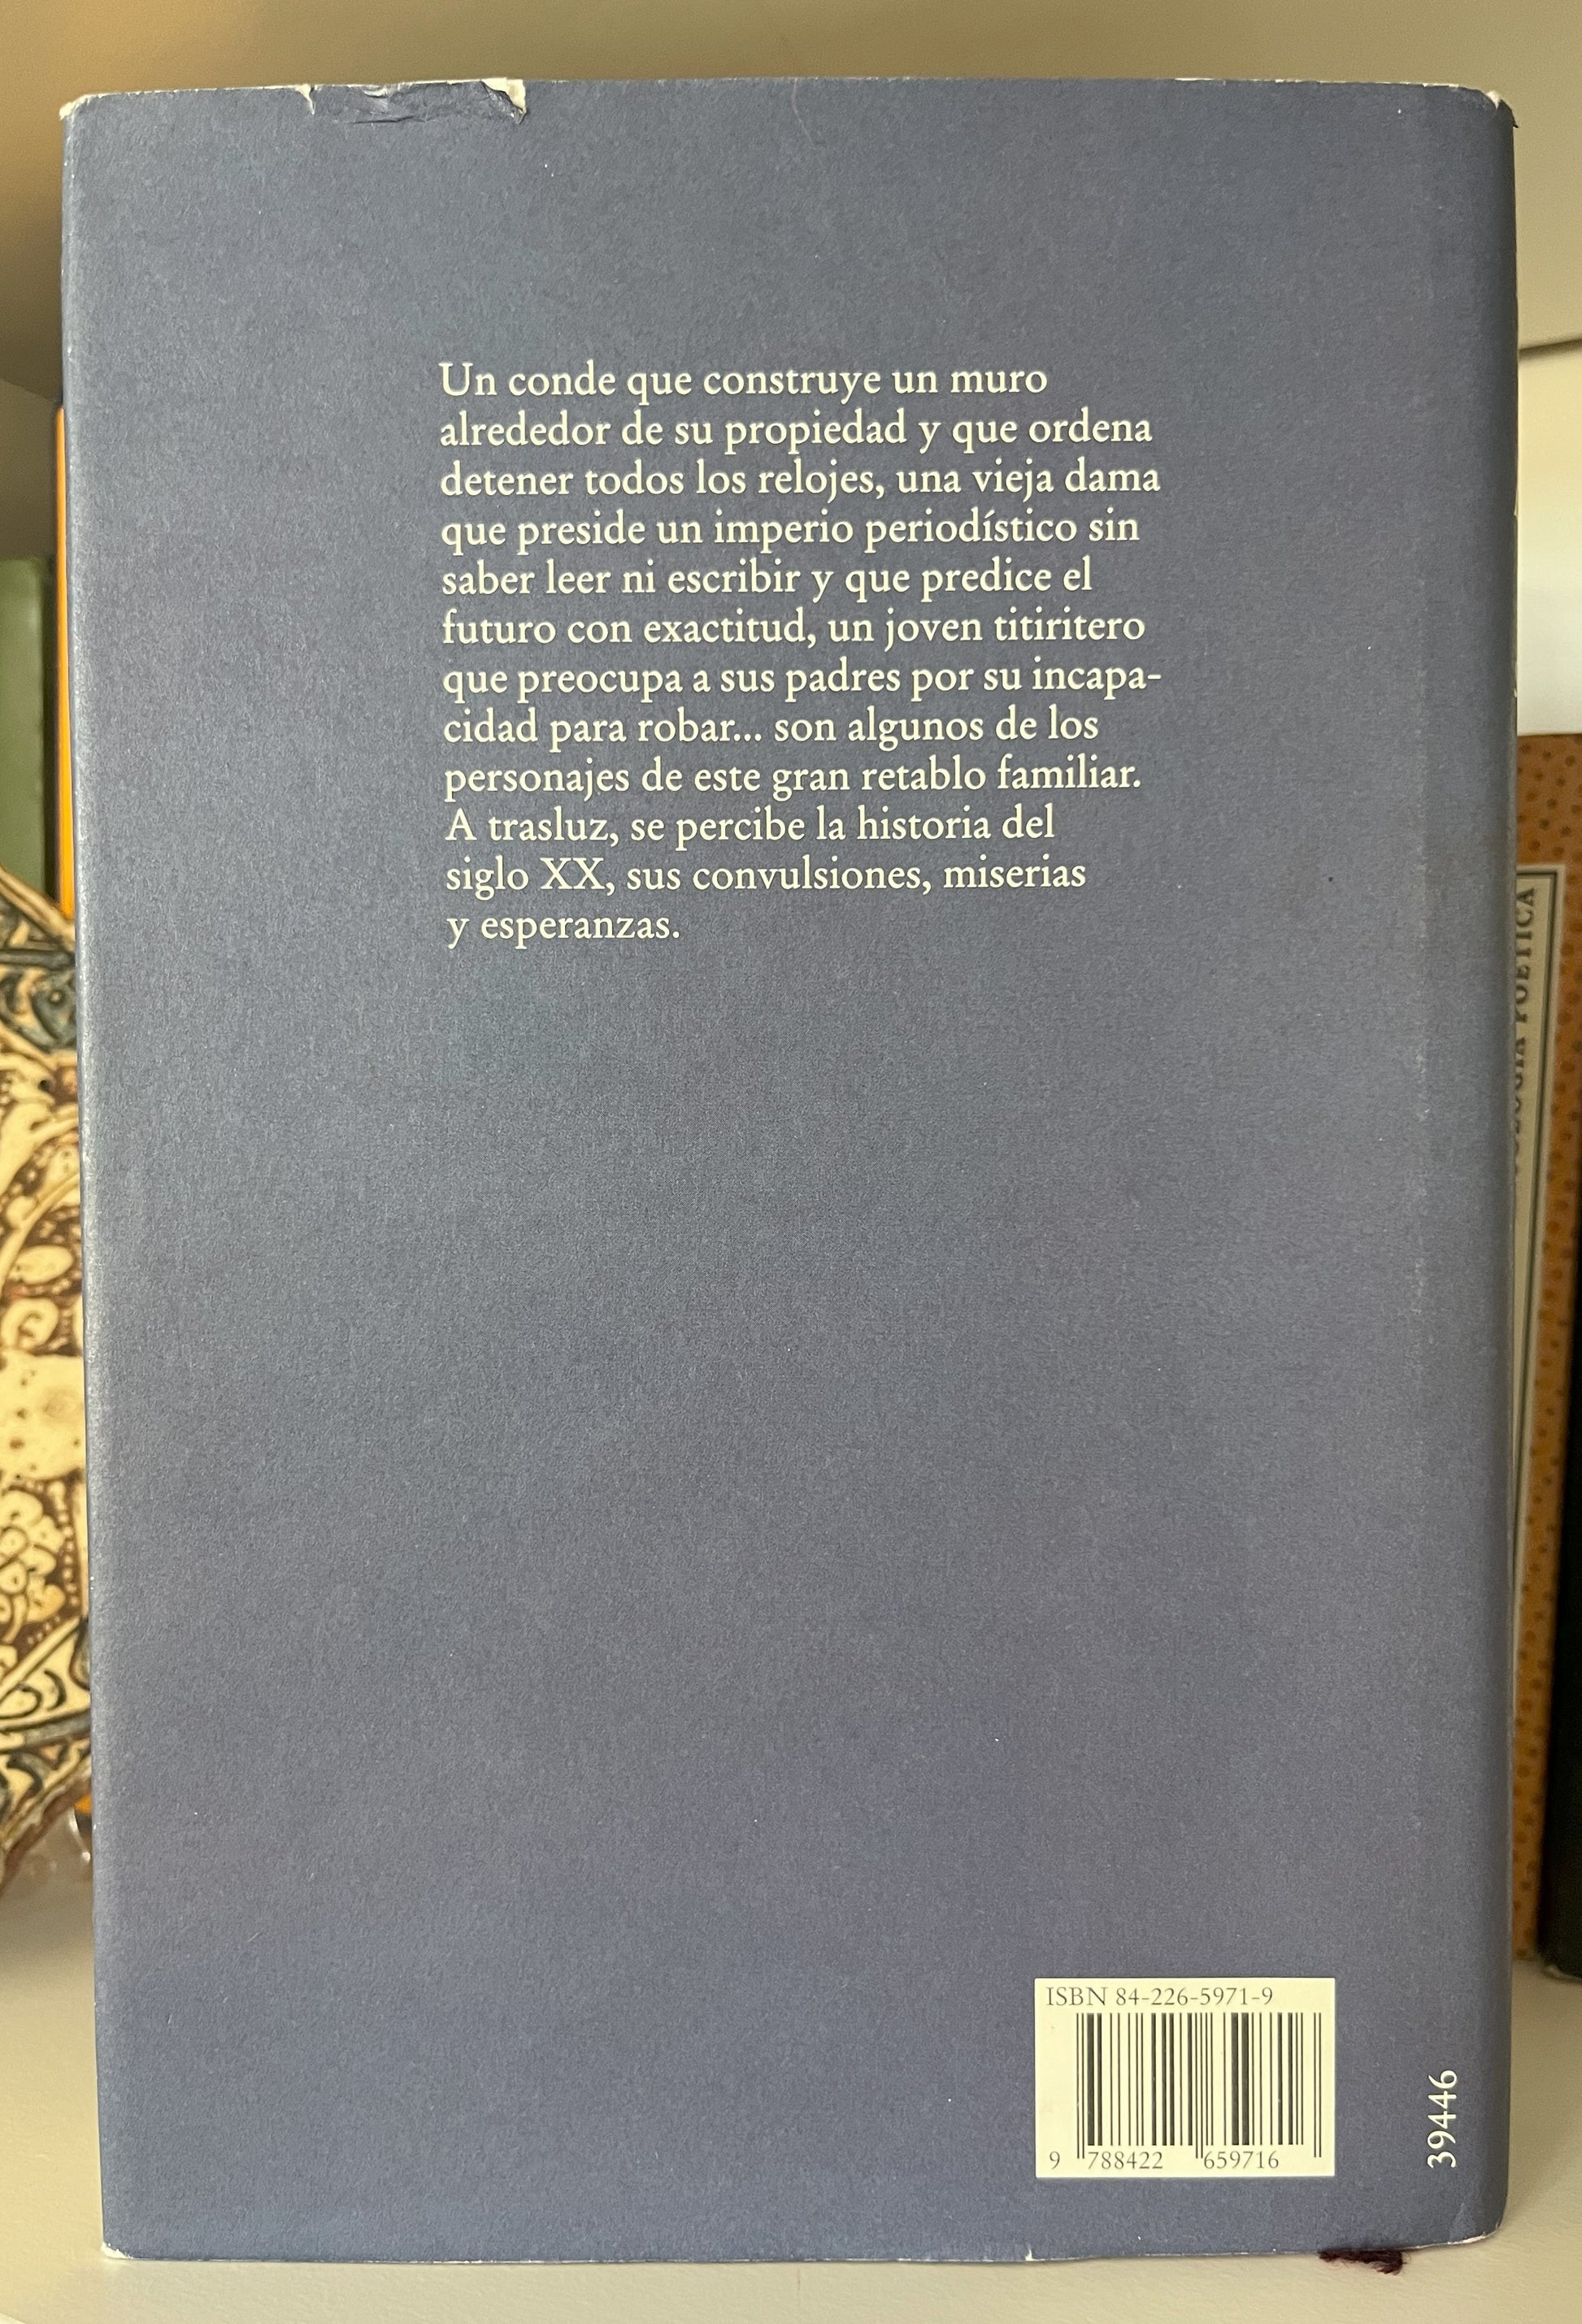 Un conde que construye un muro
alrededor de su propiedad y que ordena
detener todos los relojes, una vieja dama
que preside un imperio periodístico sin
saber leer ni escribir y que predice el
futuro con exactitud, un joven titiritero
que preocupa a sus padres por su incapa-
cidad para robar... son algunos de los
personajes de este gran retablo familiar.
A trasluz, se percibe la historia del
siglo XX, sus convulsiones, miserias
y esperanzas.
POÉTICA
ISBN 84-226-5971-9
9 788422 659716
39446